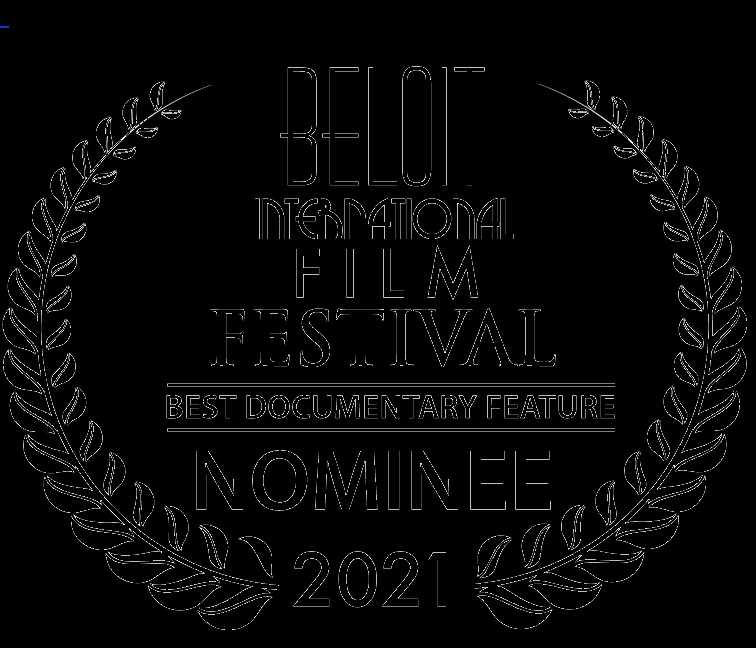 BELOIT
INTERNATIONAL
FILM
FESTIVAL
BEST DOCUMENTARY FEATURE
NOMINEE
2021